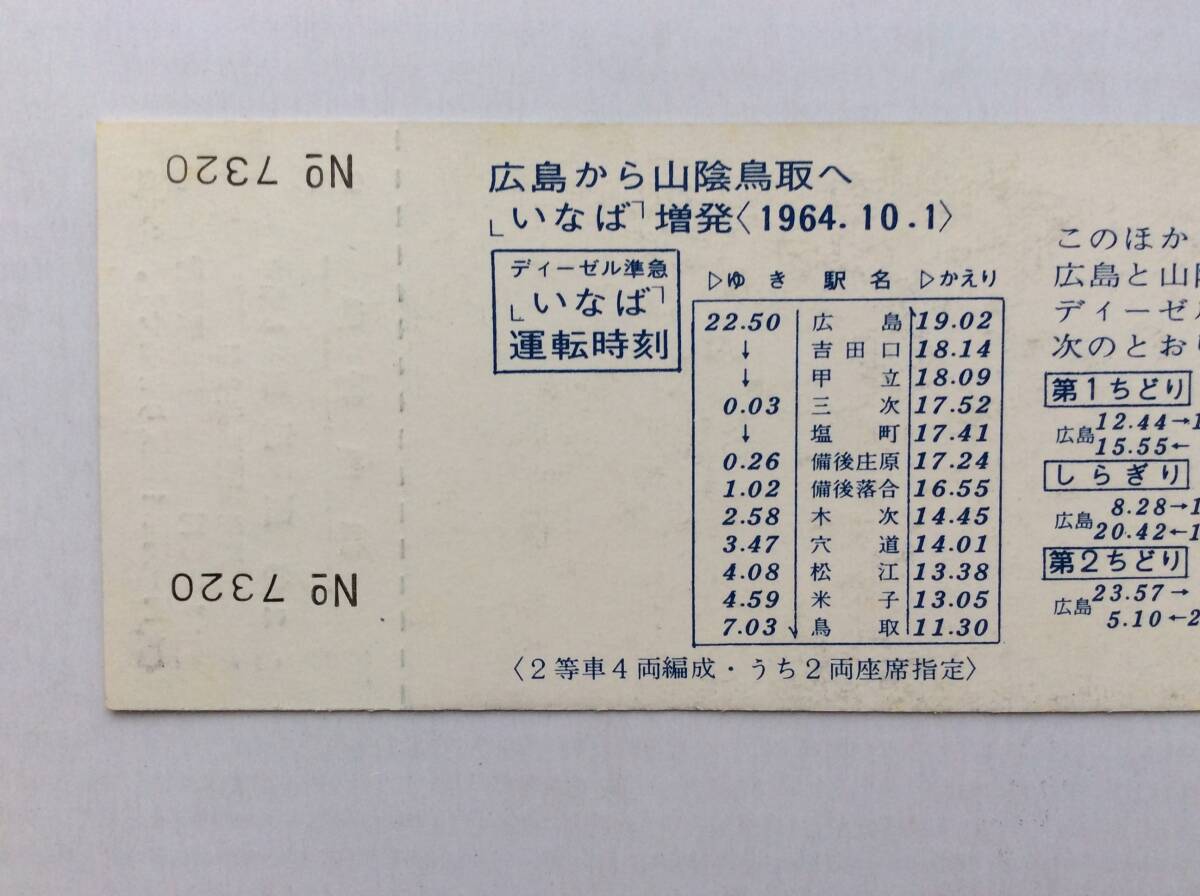 № 7320
№ 7320
広島から山陰鳥取へ
「いなば」増発〈1964.10.1〉
ディーゼル準急
「いなば」
運転時刻
▷ゆき 駅名 ▷かえり
22.50 広島 19.02
↓ 吉田口 18.14
↓ 甲立 18.09
0.03 三次 17.52
↓ 塩町 17.41
0.26 備後庄原 17.24
1.02 備後落合 16.55
2.58 木次 14.45
3.47 宍道 14.01
4.08 松江 13.38
4.59 米子 13.05
7.03 鳥取 11.30
〈2等車4両編成・うち2両座席指定〉
このほか
広島と山
ディーゼ
次のとお
第1ちどり
広島 12.44→1
15.55←
しらぎり
広島 8.28→1
20.42←1
第2ちどり
広島 23.57→
5.10←2